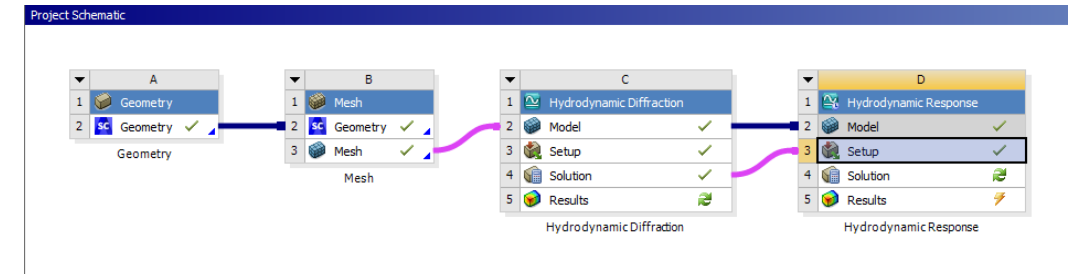 Project Schematic
A
1 Geometry
2 SC Geometry
Geometry
B
1 Mesh
2 SC Geometry
3 Mesh
Mesh
C
1 Hydrodynamic Diffraction
2 Model
3 Setup
4 Solution
5 Results
Hydrodynamic Diffraction
D
1 Hydrodynamic Response
2 Model
3 Setup
4 Solution
5 Results
Hydrodynamic Response